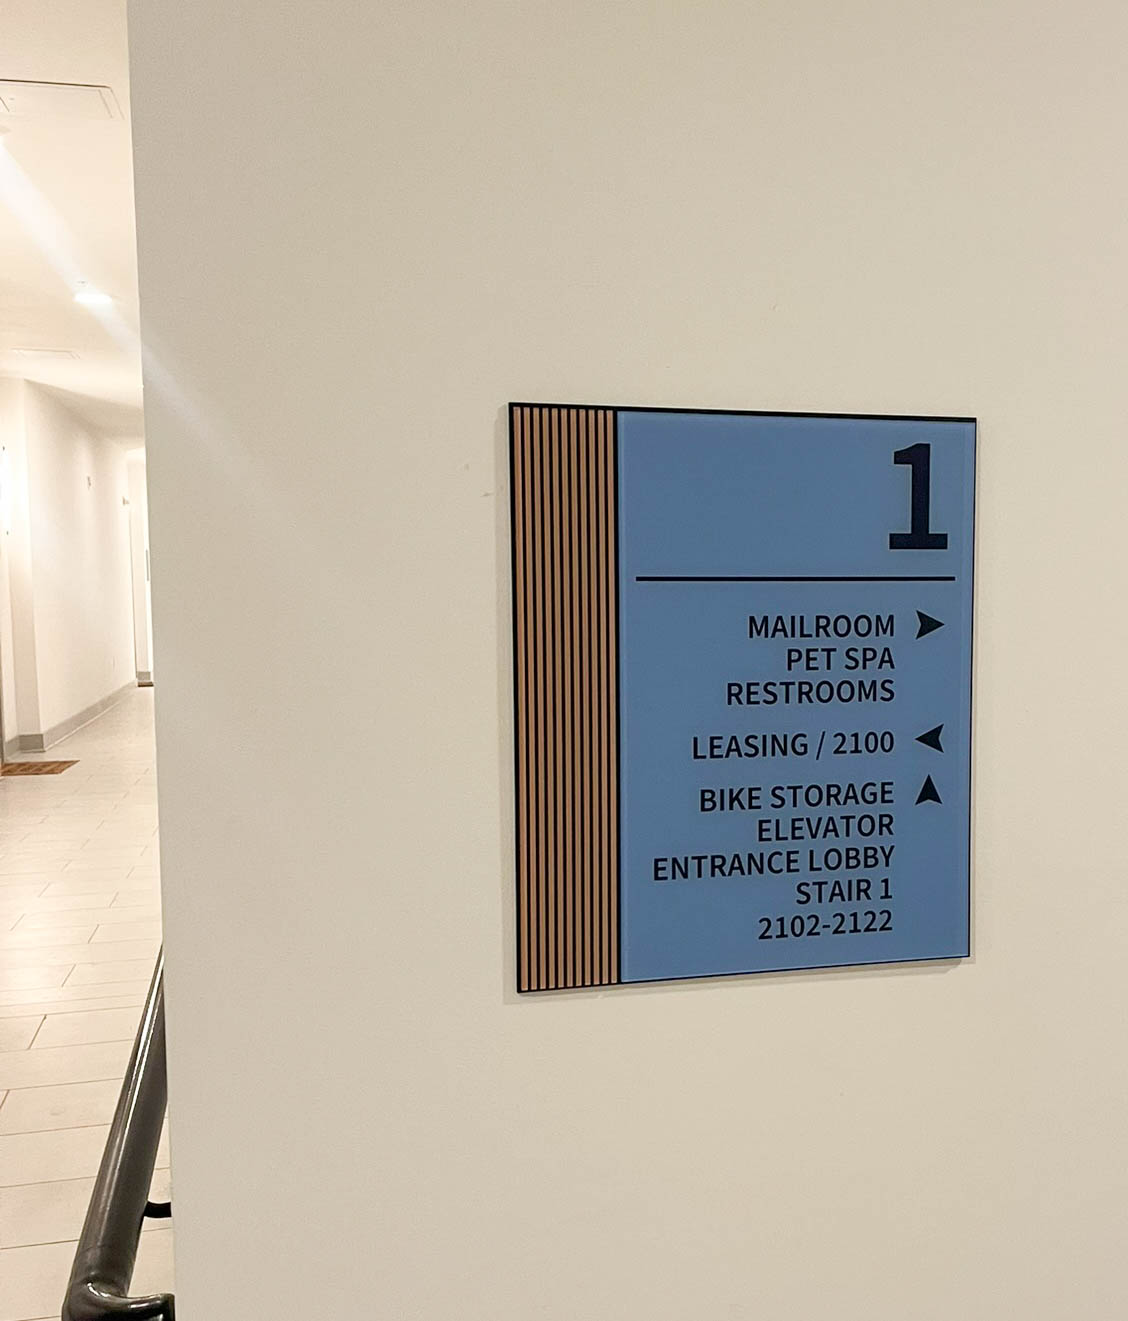 1
MAILROOM
PET SPA
RESTROOMS
LEASING / 2100
BIKE STORAGE
ELEVATOR
ENTRANCE LOBBY
STAIR 1
2102-2122